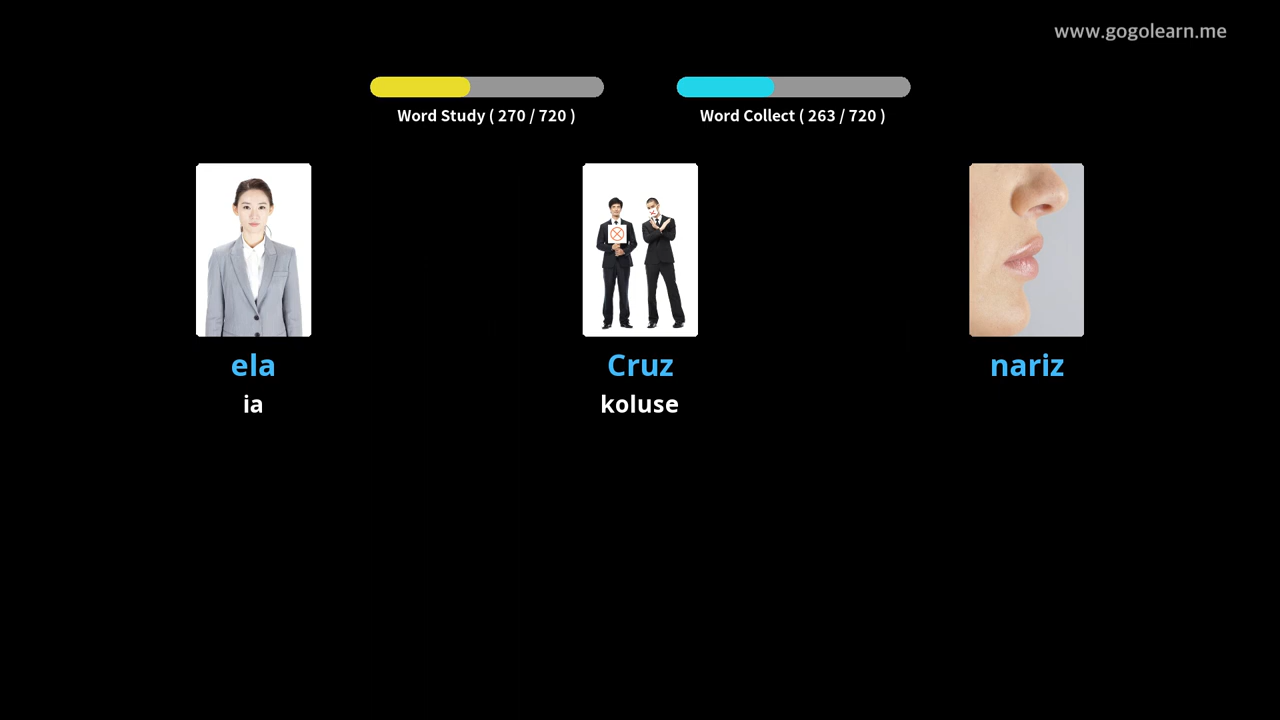 www.gogolearn.me
Word Study ( 270 / 720 )
Word Collect ( 263 / 720 )
ela
Cruz
nariz
ia
koluse